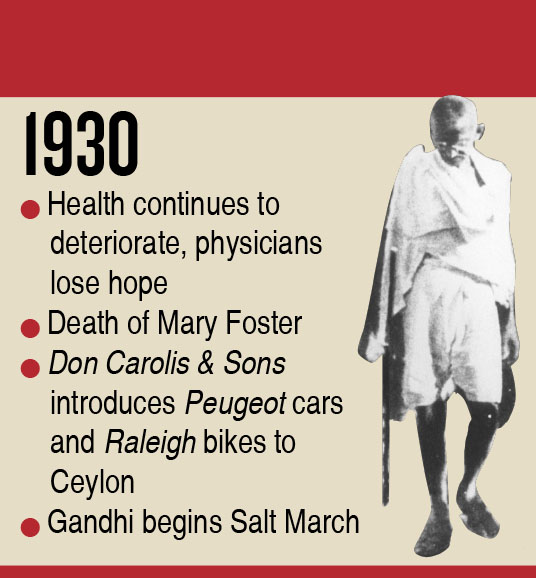 1930
● Health continues to
deteriorate, physicians
lose hope
● Death of Mary Foster
● Don Carolis & Sons
introduces Peugeot cars
and Raleigh bikes to
Ceylon
● Gandhi begins Salt March